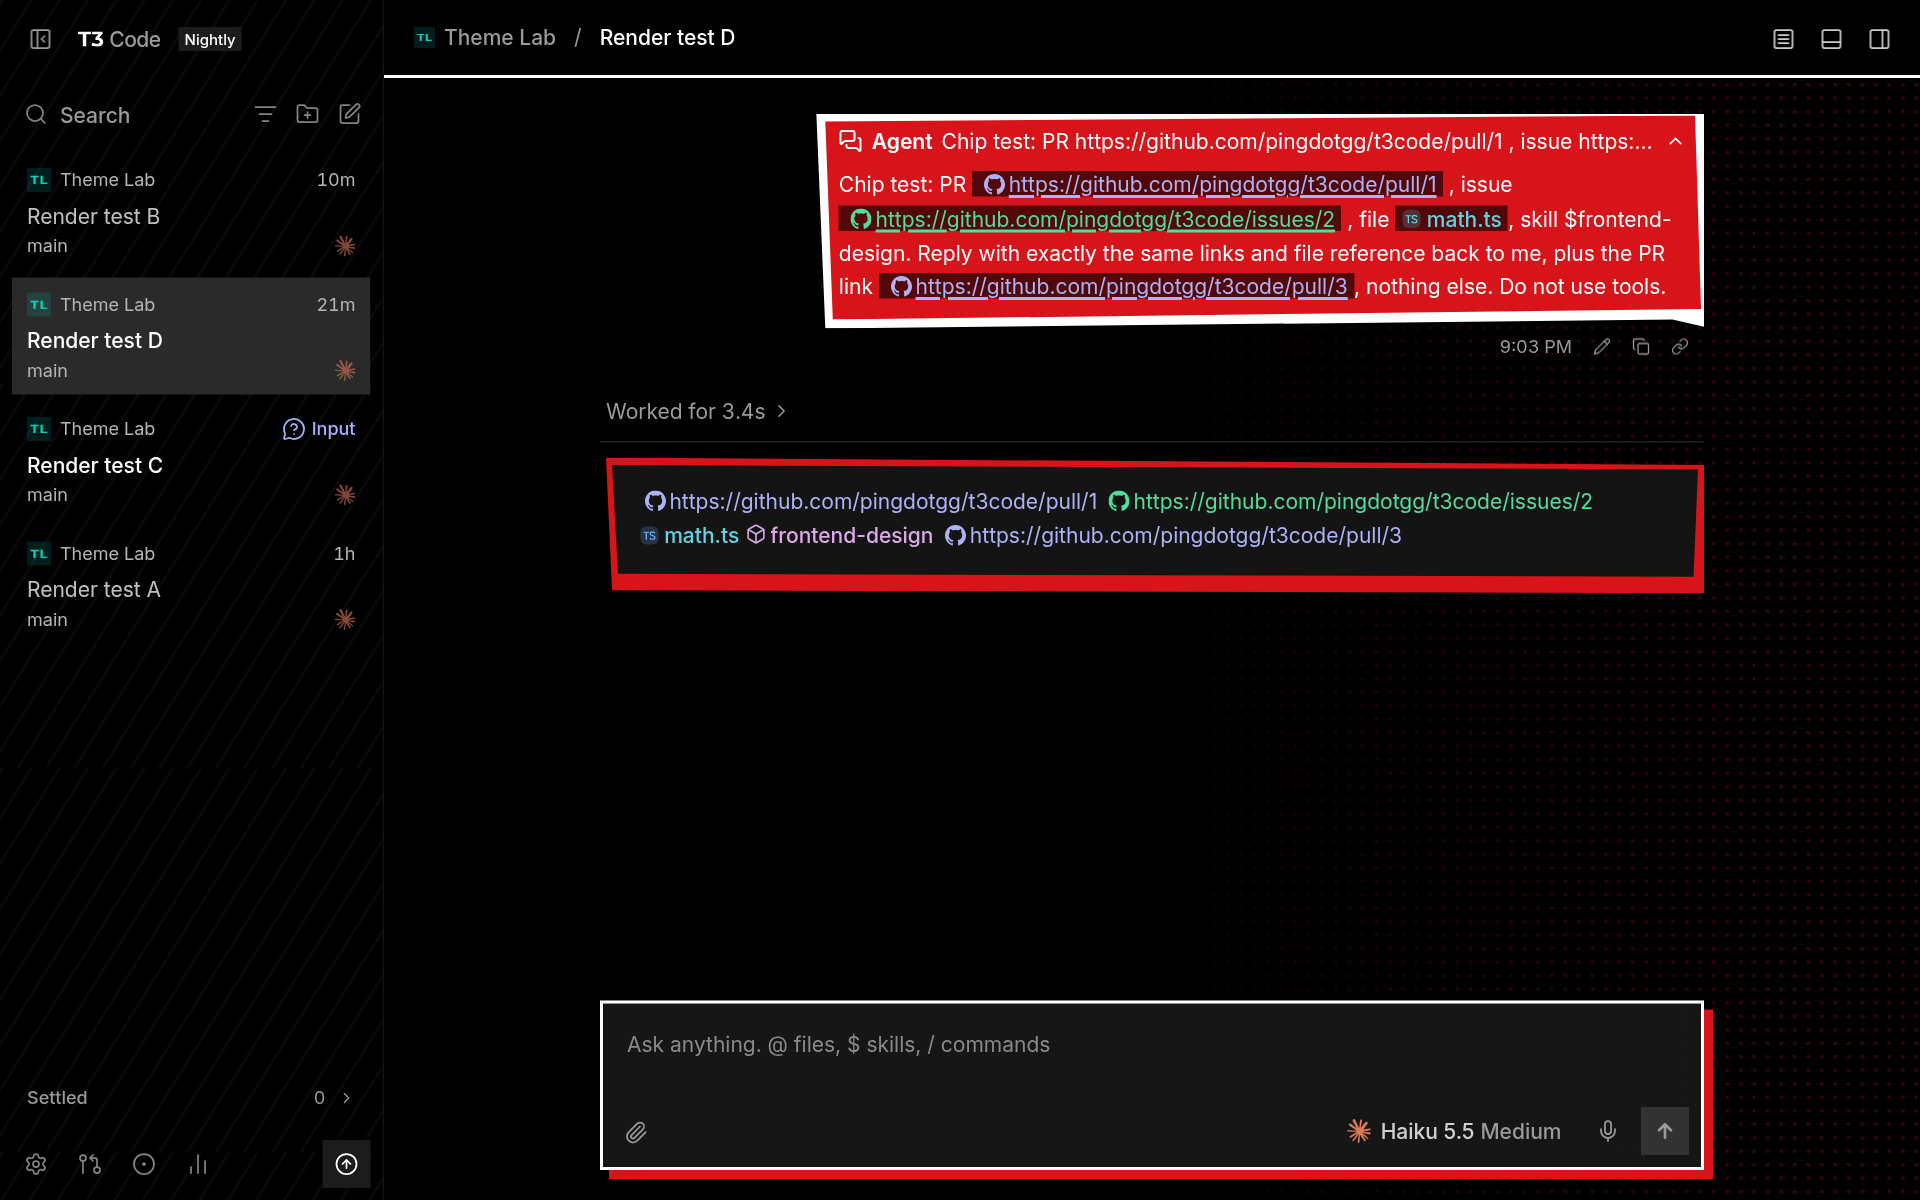 T3 Code Nightly
Search
TL Theme Lab 10m
Render test B
main
TL Theme Lab 21m
Render test D
main
TL Theme Lab Input
Render test C
main
TL Theme Lab 1h
Render test A
main
Settled 0
TL Theme Lab / Render test D
Agent Chip test: PR https://github.com/pingdotgg/t3code/pull/1 , issue https:...
Chip test: PR https://github.com/pingdotgg/t3code/pull/1 , issue
https://github.com/pingdotgg/t3code/issues/2 , file TS math.ts , skill $frontend-
design. Reply with exactly the same links and file reference back to me, plus the PR
link https://github.com/pingdotgg/t3code/pull/3 , nothing else. Do not use tools.
9:03 PM
Worked for 3.4s
https://github.com/pingdotgg/t3code/pull/1 https://github.com/pingdotgg/t3code/issues/2
TS math.ts frontend-design https://github.com/pingdotgg/t3code/pull/3
Ask anything. @ files, $ skills, / commands
Haiku 5.5 Medium